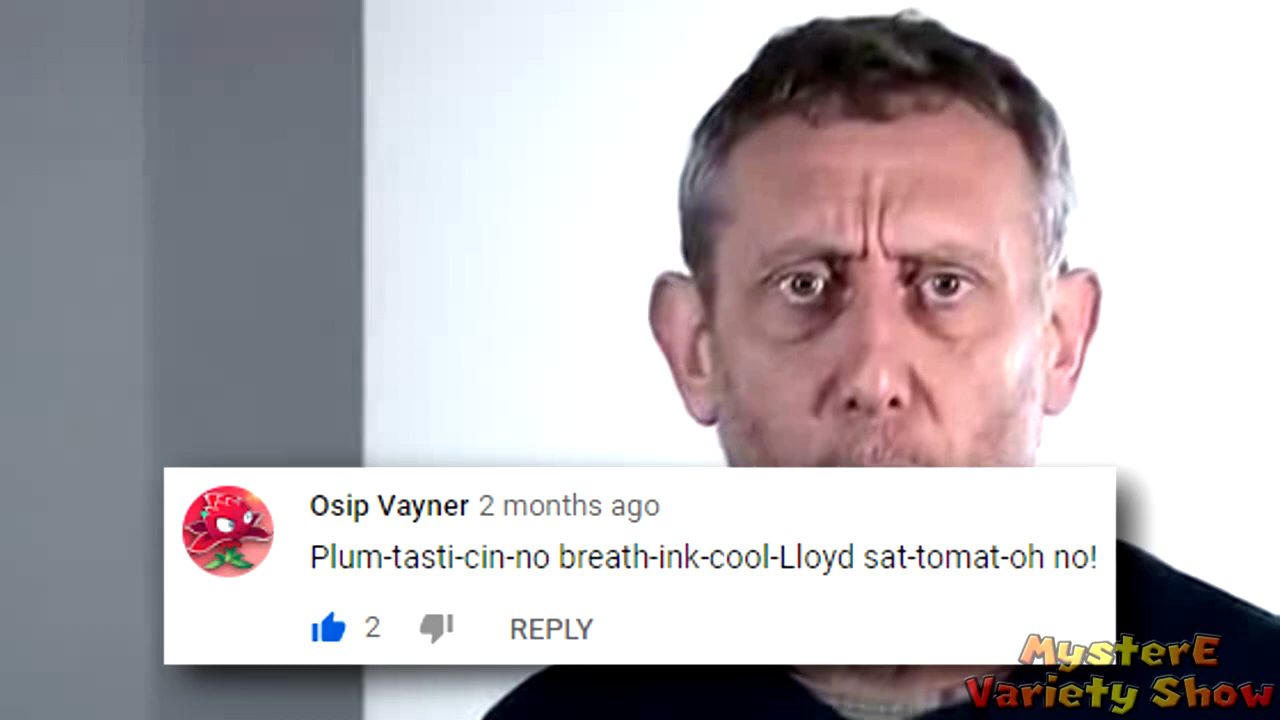 Osip Vayner 2 months ago
Plum-tasti-cin-no breath-ink-cool-Lloyd sat-tomat-oh no!
2
REPLY
MysterE
Variety Show